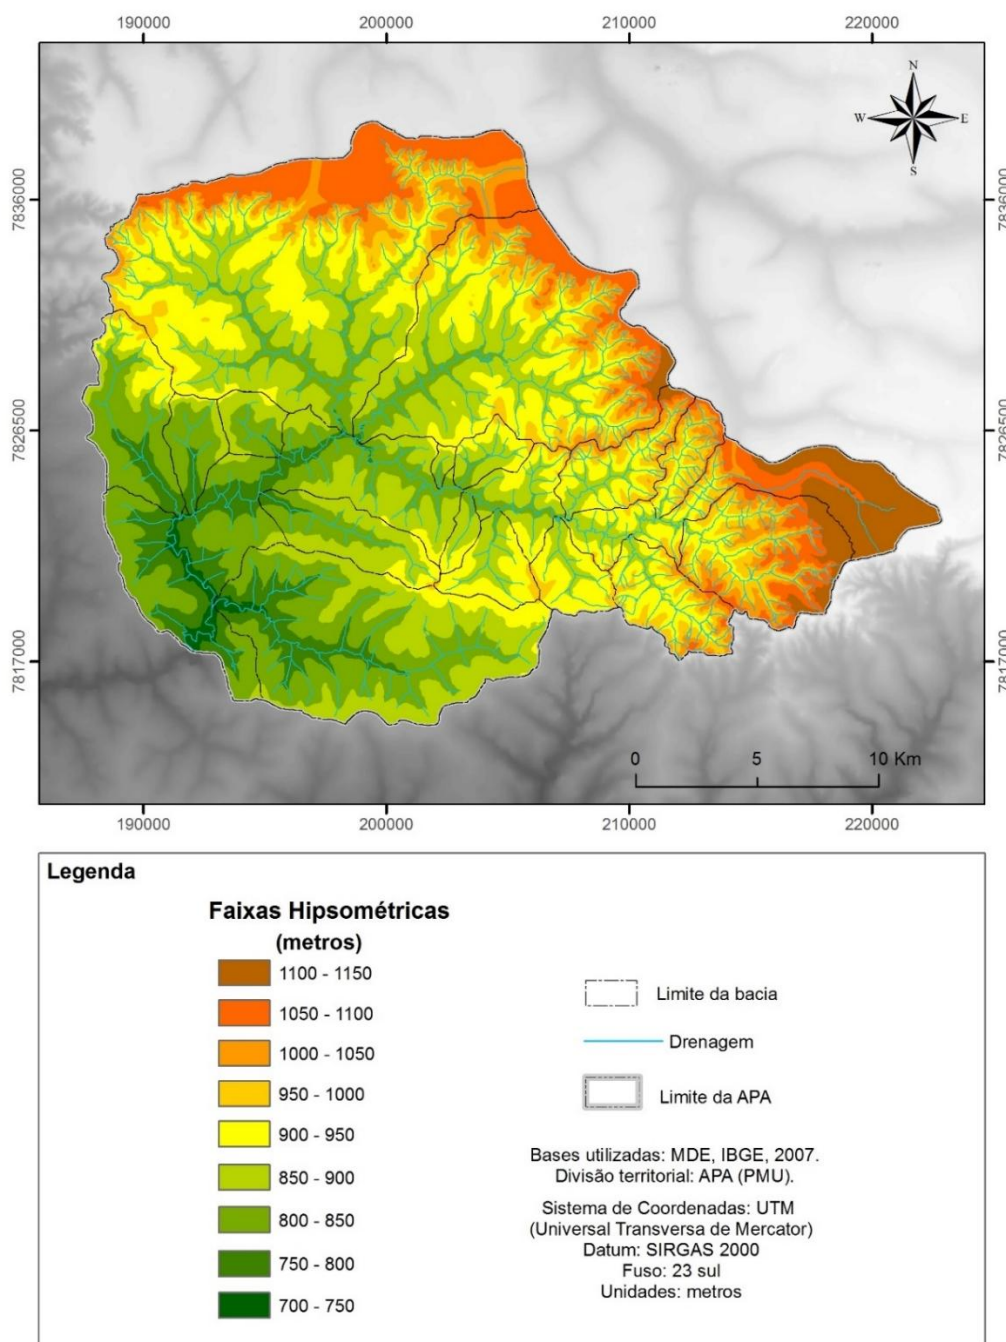 190000 200000 210000 220000
N
W E
S
7836000 7836000
7826500 7826500
7817000 7817000
0 5 10 Km
190000 200000 210000 220000
Legenda
Faixas Hipsométricas
(metros)
1100 - 1150
1050 - 1100
1000 - 1050
950 - 1000
900 - 950
850 - 900
800 - 850
750 - 800
700 - 750
Limite da bacia
Drenagem
Limite da APA
Bases utilizadas: MDE, IBGE, 2007.
Divisão territorial: APA (PMU).
Sistema de Coordenadas: UTM
(Universal Transversa de Mercator)
Datum: SIRGAS 2000
Fuso: 23 sul
Unidades: metros